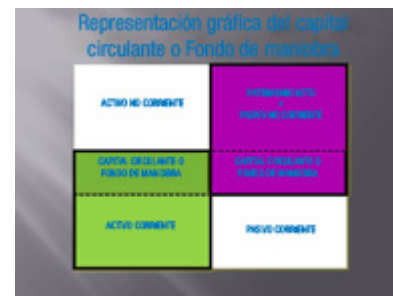 Representación gráfica del capital
circulante o Fondo de maniobra
ACTIVO NO CORRIENTE
PATRIMONIO NETO
+
PASIVO NO CORRIENTE
CAPITAL CIRCULANTE O
FONDO DE MANIOBRA
CAPITAL CIRCULANTE O
FONDO DE MANIOBRA
ACTIVO CORRIENTE
PASIVO CORRIENTE